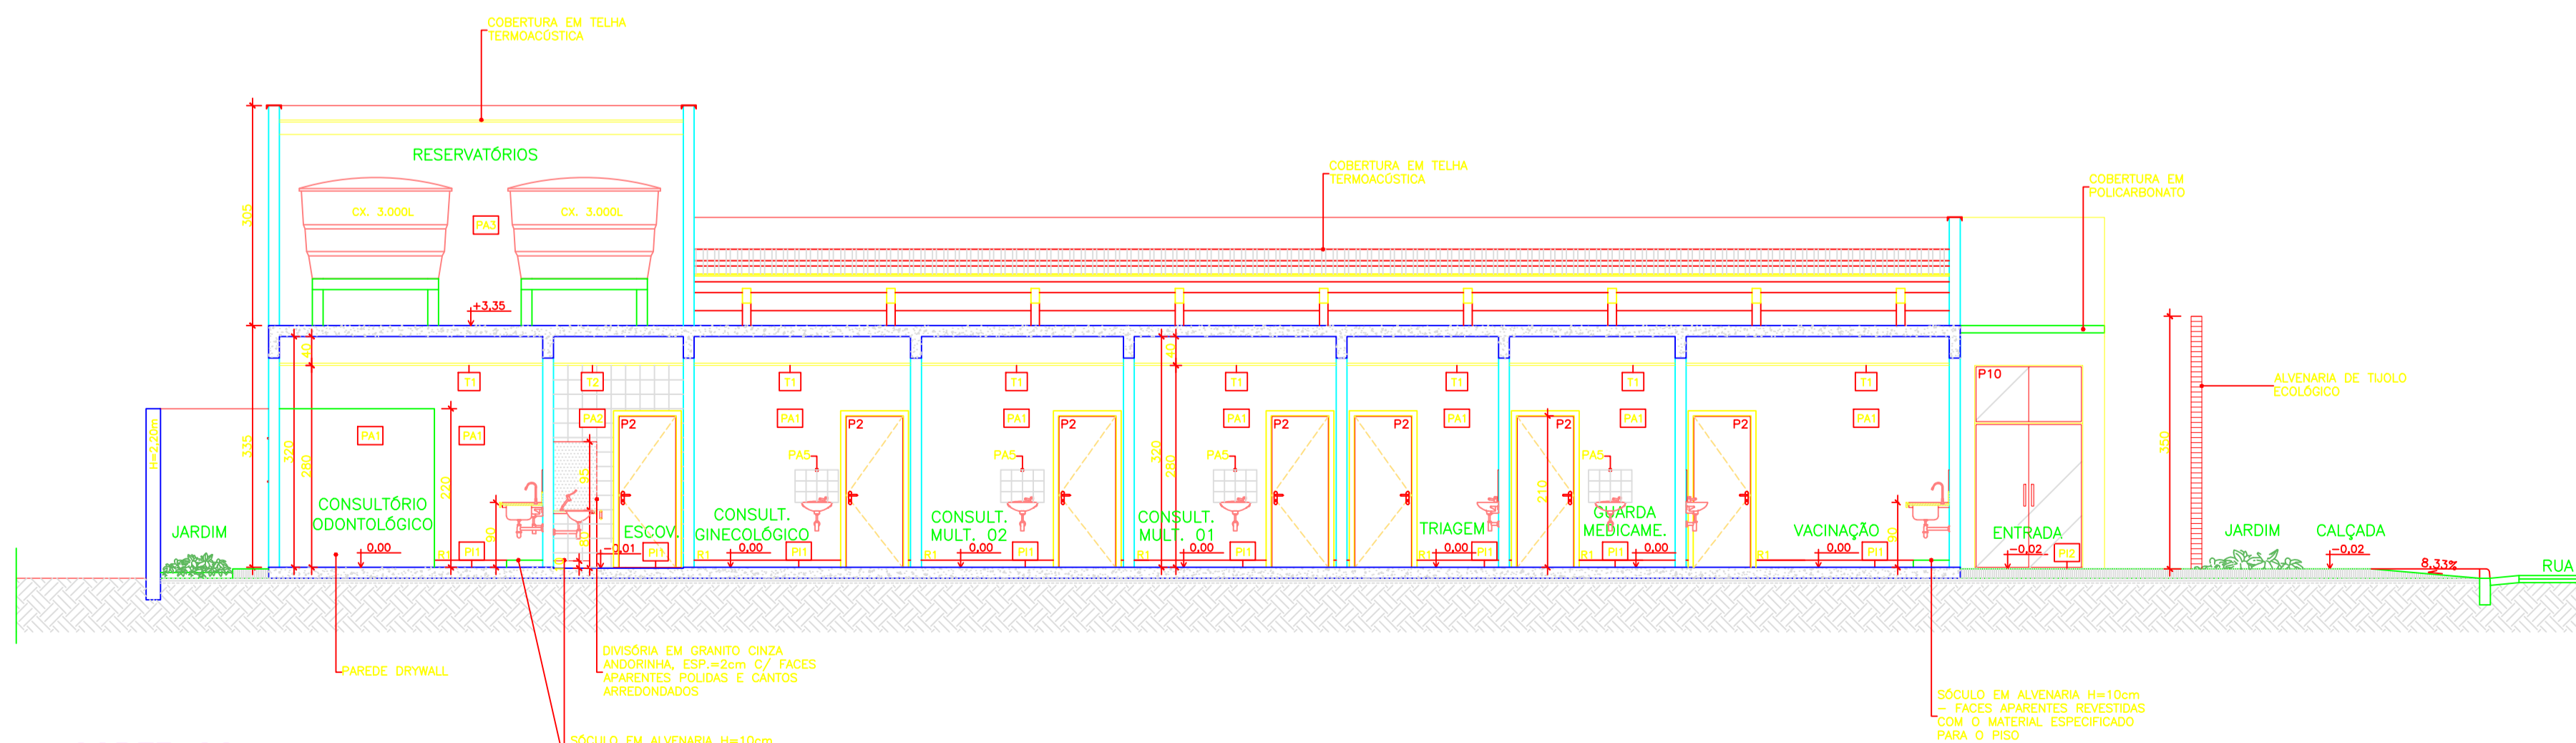 COBERTURA EM TELHA
TERMOACÚSTICA
RESERVATÓRIOS
CX. 3.000L
CX. 3.000L
PA3
305
+3,35
COBERTURA EM TELHA
TERMOACÚSTICA
COBERTURA EM
POLICARBONATO
40
40
T1
T2
T1
T1
T1
T1
T1
T1
P10
ALVENARIA DE TIJOLO
ECOLÓGICO
PA1
PA1
PA2
PA1
PA1
PA1
PA1
PA1
PA1
P2
P2
P2
P2
P2
P2
P2
H=2,20m
335
320
280
220
95
PA5
PA5
PA5
PA5
320
280
210
350
90
80
90
JARDIM
CONSULTÓRIO
ODONTOLÓGICO
ESCOV.
CONSULT.
GINECOLÓGICO
CONSULT.
MULT. 02
CONSULT.
MULT. 01
TRIAGEM
GUARDA
MEDICAME.
VACINAÇÃO
ENTRADA
JARDIM
CALÇADA
RUA
0,00
R1
PI1
-0,01
PI1
R1
0,00
PI1
R1
0,00
PI1
R1
0,00
PI1
R1
0,00
PI1
PI1
0,00
R1
0,00
PI1
-0,02
PI2
-0,02
8,33%
PAREDE DRYWALL
DIVISÓRIA EM GRANITO CINZA
ANDORINHA, ESP.=2cm C/ FACES
APARENTES POLIDAS E CANTOS
ARREDONDADOS
SÓCULO EM ALVENARIA H=10cm
SÓCULO EM ALVENARIA H=10cm
- FACES APARENTES REVESTIDAS
COM O MATERIAL ESPECIFICADO
PARA O PISO